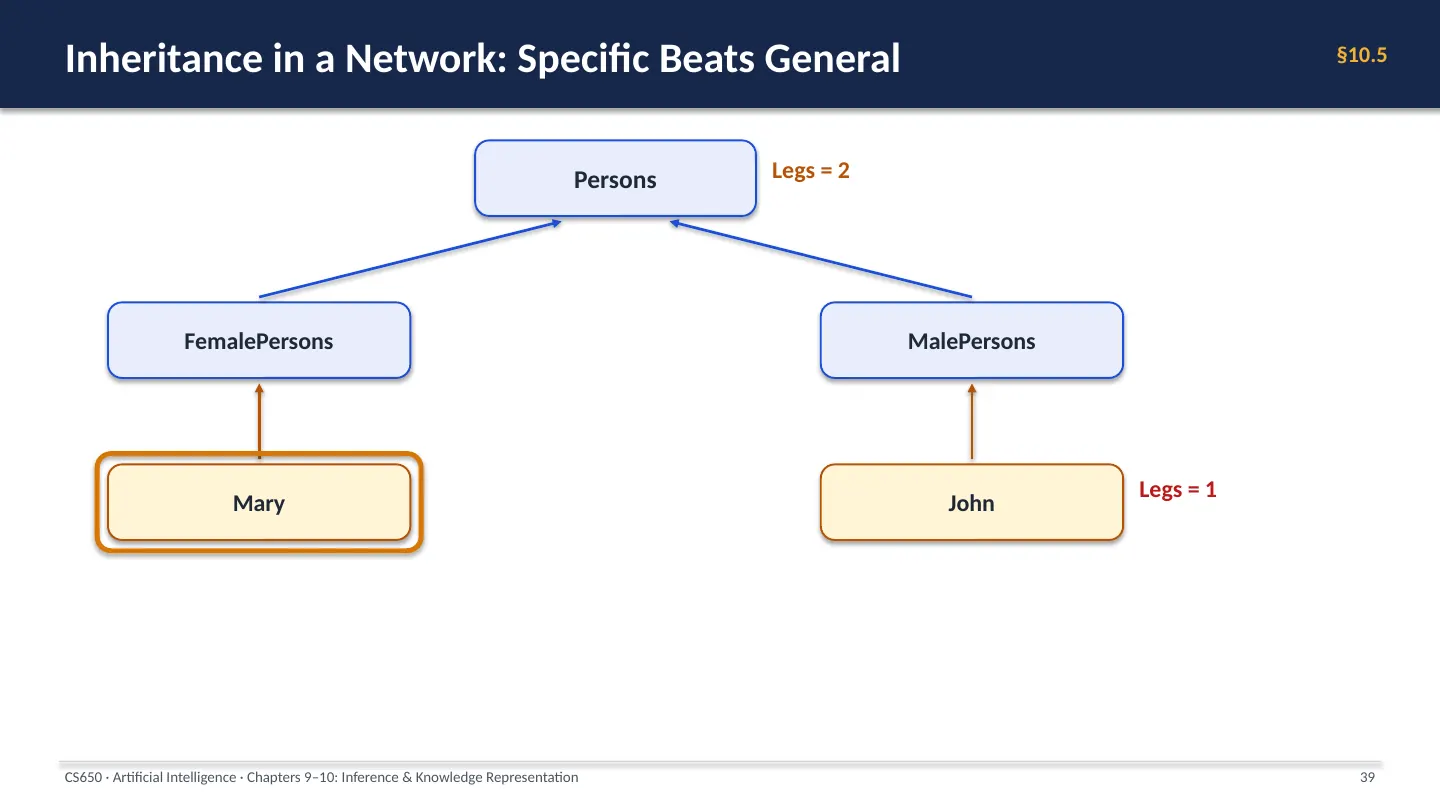 Inheritance in a Network: Specific Beats General
§10.5
Persons
Legs = 2
FemalePersons
MalePersons
Mary
John
Legs = 1
CS650 · Artificial Intelligence · Chapters 9–10: Inference & Knowledge Representation
39